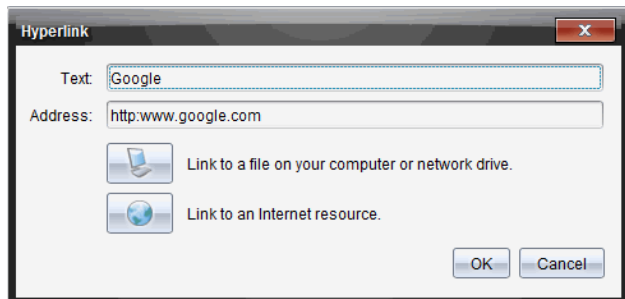 Hyperlink
Text: Google
Address: http:www.google.com
Link to a file on your computer or network drive.
Link to an Internet resource.
OK Cancel